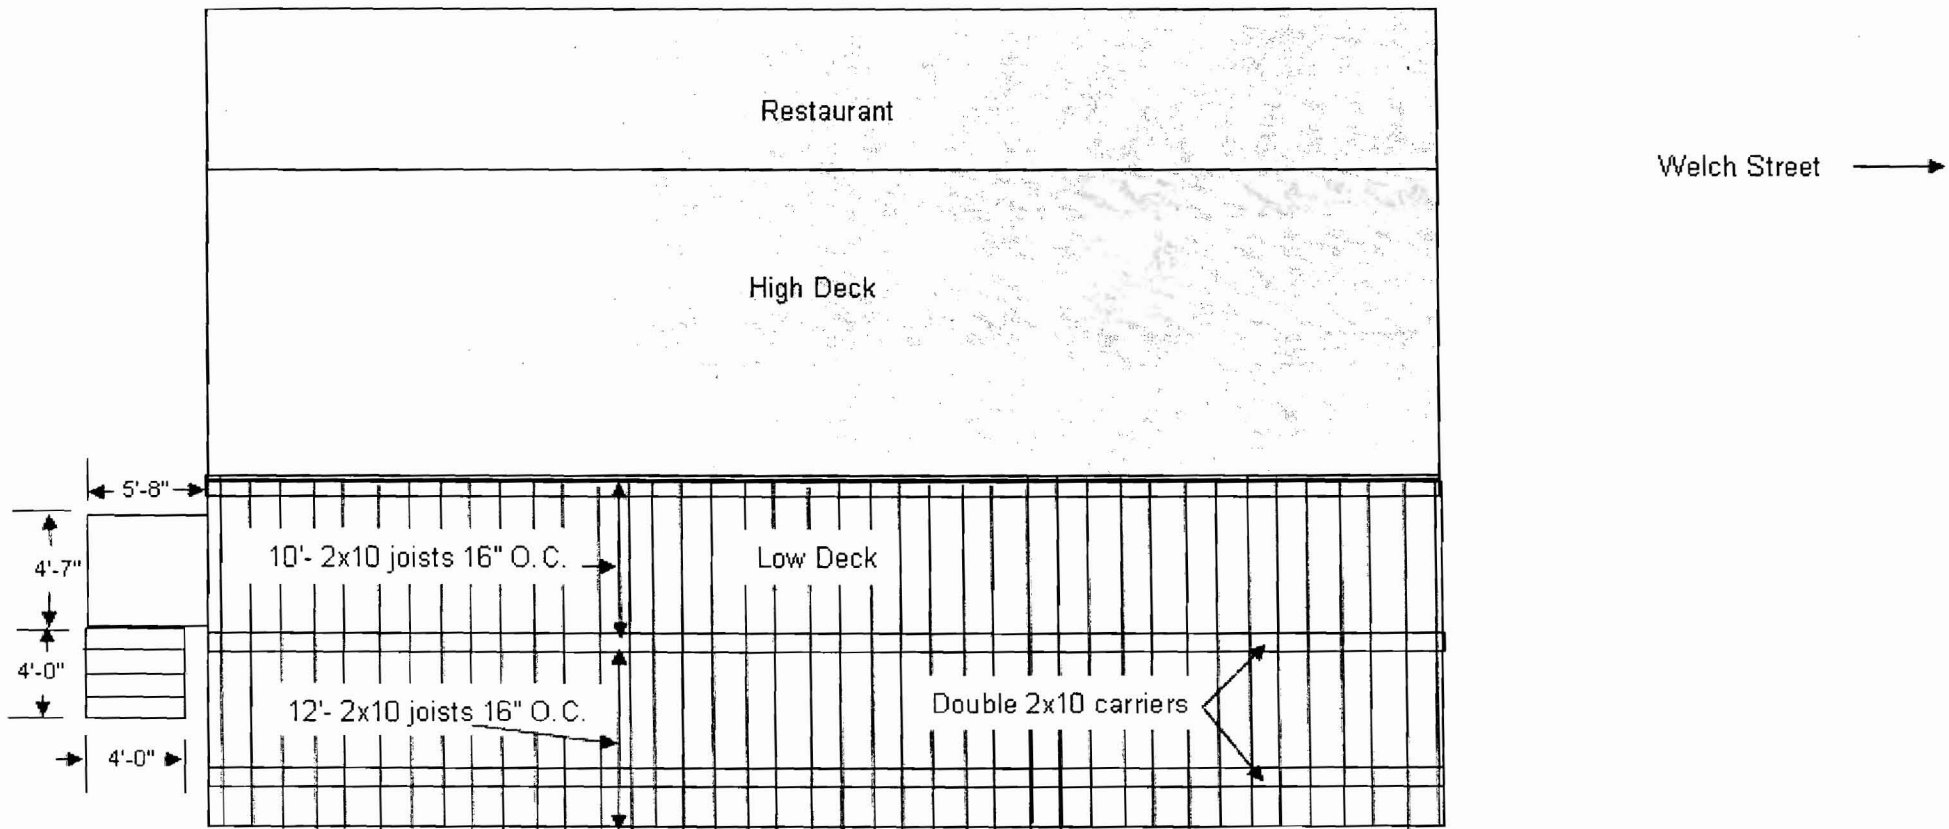 Restaurant
Welch Street
High Deck
5'-8"
4'-7"
10'- 2x10 joists 16" O.C.
Low Deck
4'-0"
12'- 2x10 joists 16" O.C.
Double 2x10 carriers
4'-0"